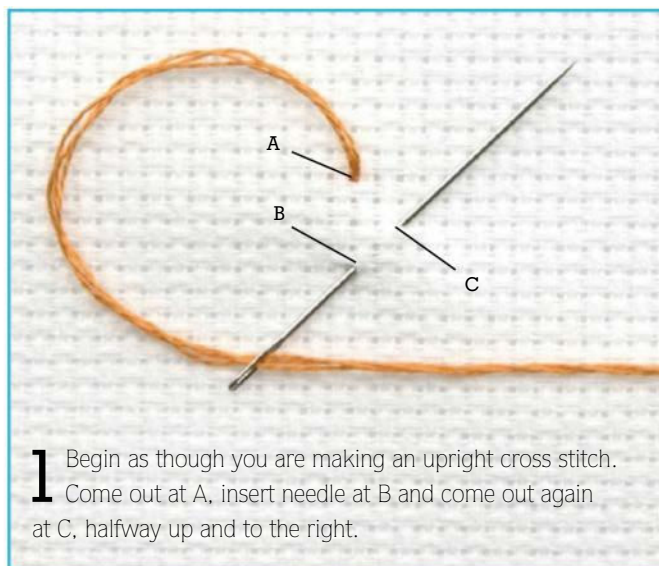 A
B
C
1 Begin as though you are making an upright cross stitch.
Come out at A, insert needle at B and come out again
at C, halfway up and to the right.